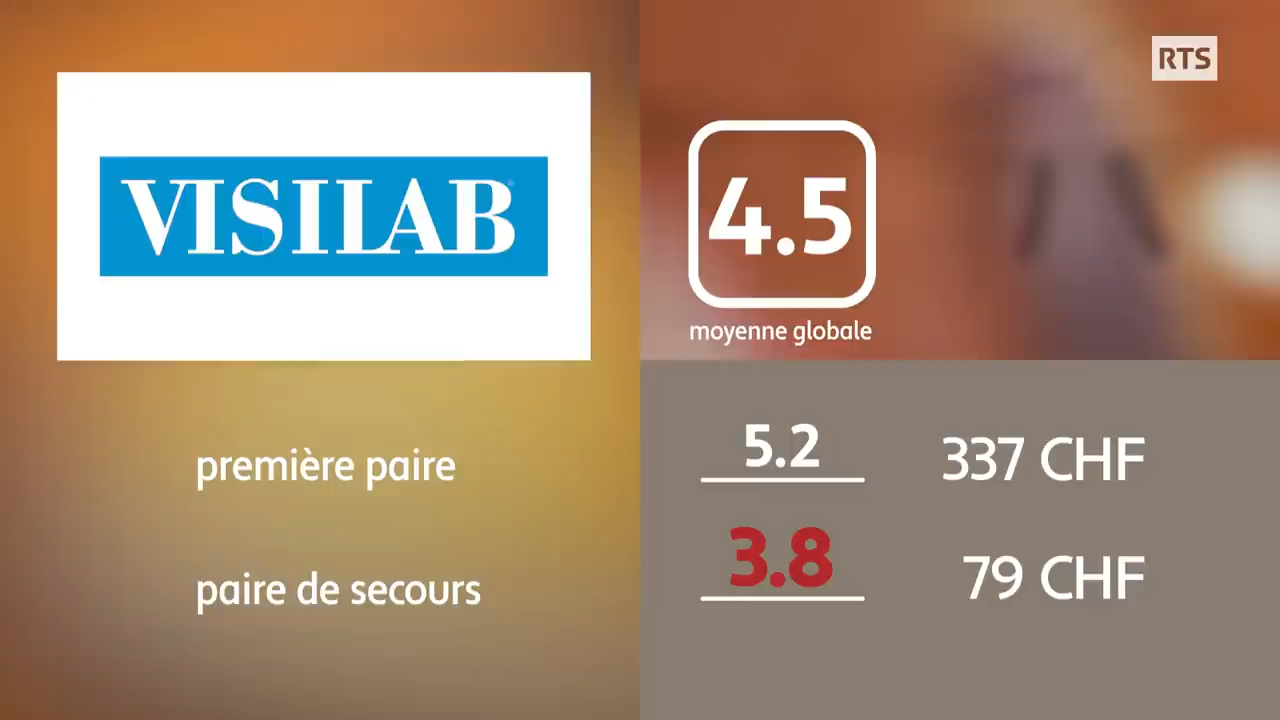 RTS
VISILAB
4.5
moyenne globale
première paire 5.2 337 CHF
paire de secours 3.8 79 CHF